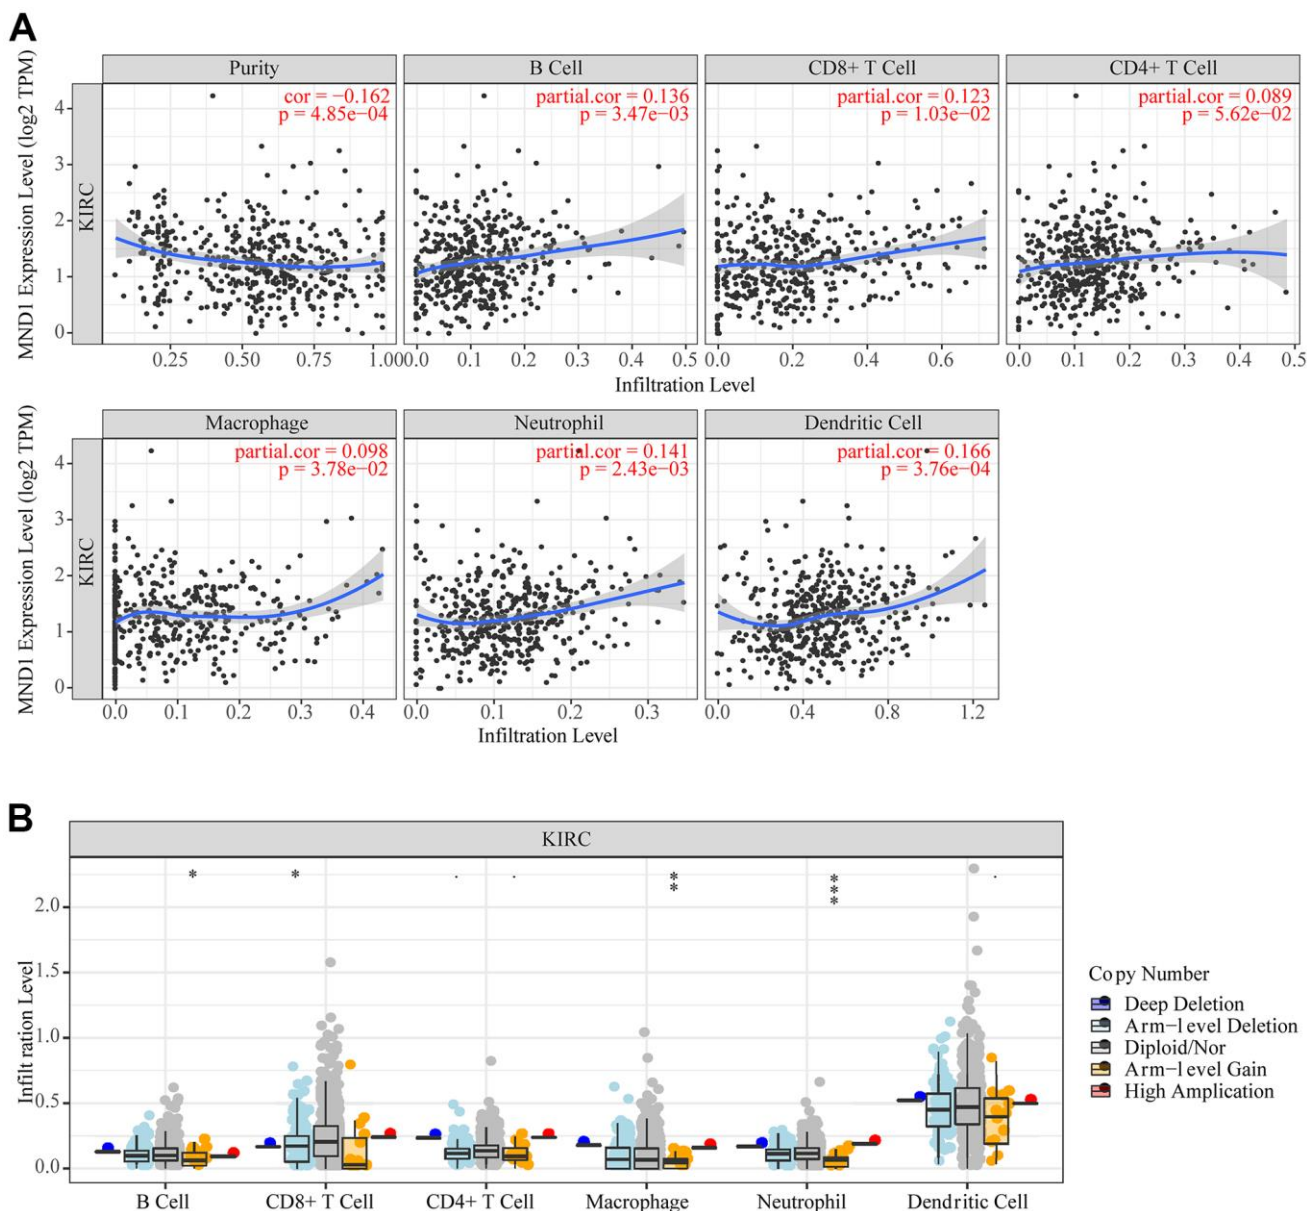 A
Purity
B Cell
CD8+ T Cell
CD4+ T Cell
MND1 Expression Level (log2 TPM)
KIRC
cor = −0.162
p = 4.85e−04
partial.cor = 0.136
p = 3.47e−03
partial.cor = 0.123
p = 1.03e−02
partial.cor = 0.089
p = 5.62e−02
4
3
2
1
0
0.25 0.50 0.75 1.00
0.0 0.1 0.2 0.3 0.4 0.5
0.0 0.2 0.4 0.6
0.0 0.1 0.2 0.3 0.4 0.5
Infiltration Level
Macrophage
Neutrophil
Dendritic Cell
MND1 Expression Level (log2 TPM)
KIRC
partial.cor = 0.098
p = 3.78e−02
partial.cor = 0.141
p = 2.43e−03
partial.cor = 0.166
p = 3.76e−04
4
3
2
1
0
0.0 0.1 0.2 0.3 0.4
0.0 0.1 0.2 0.3
0.0 0.4 0.8 1.2
Infiltration Level
B
KIRC
* * . . ** *** .
Infilt ration Level
2.0
1.5
1.0
0.5
0.0
B Cell CD8+ T Cell CD4+ T Cell Macrophage Neutrophil Dendritic Cell
Copy Number
Deep Deletion
Arm−level Deletion
Diploid/Nor
Arm−level Gain
High Amplication